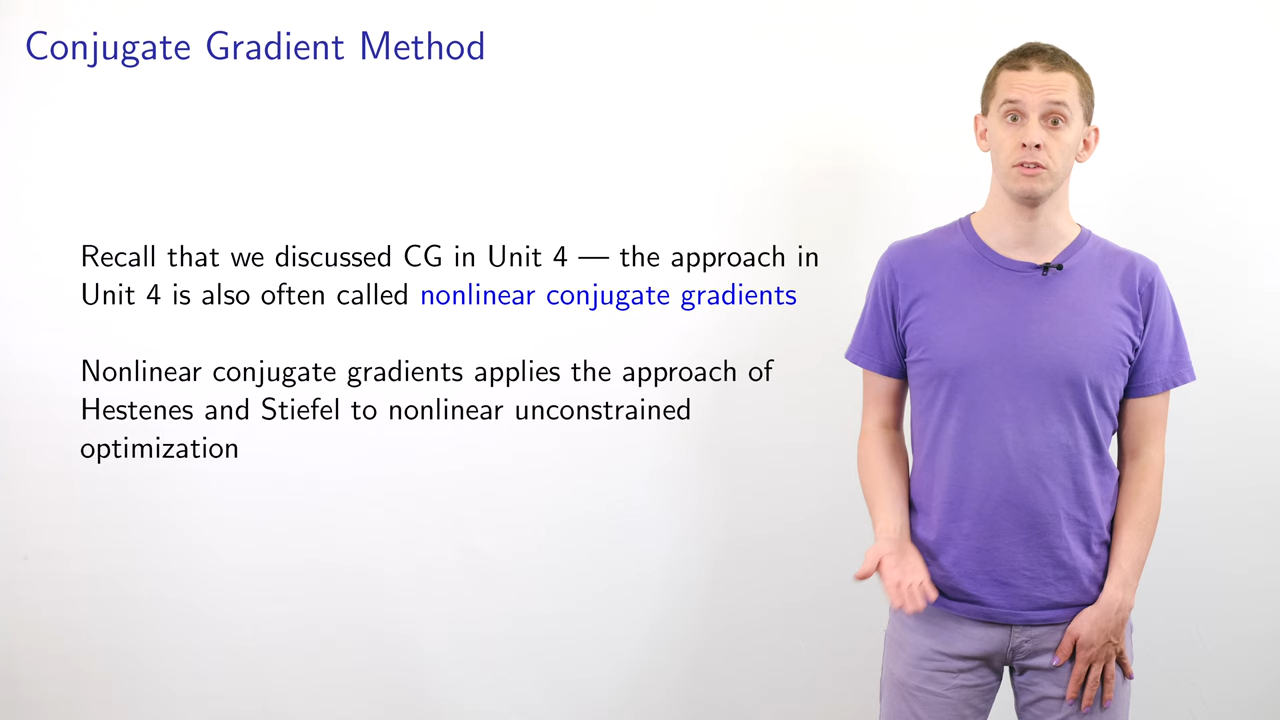 Conjugate Gradient Method
Recall that we discussed CG in Unit 4 — the approach in
Unit 4 is also often called nonlinear conjugate gradients
Nonlinear conjugate gradients applies the approach of
Hestenes and Stiefel to nonlinear unconstrained
optimization